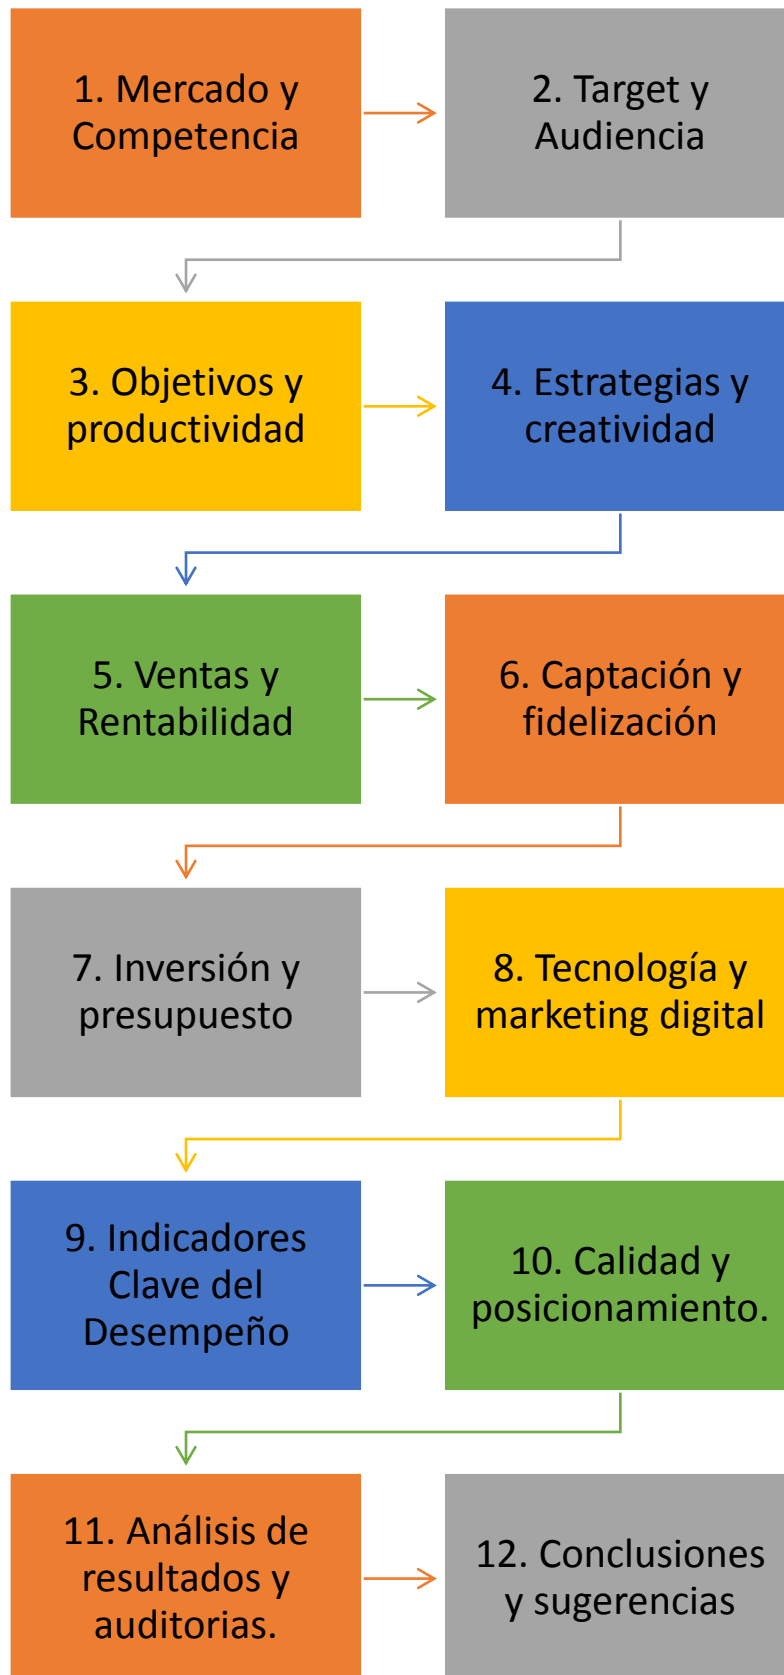 1. Mercado y
Competencia
2. Target y
Audiencia
3. Objetivos y
productividad
4. Estrategias y
creatividad
5. Ventas y
Rentabilidad
6. Captación y
fidelización
7. Inversión y
presupuesto
8. Tecnología y
marketing digital
9. Indicadores
Clave del
Desempeño
10. Calidad y
posicionamiento.
11. Análisis de
resultados y
auditorias.
12. Conclusiones
y sugerencias